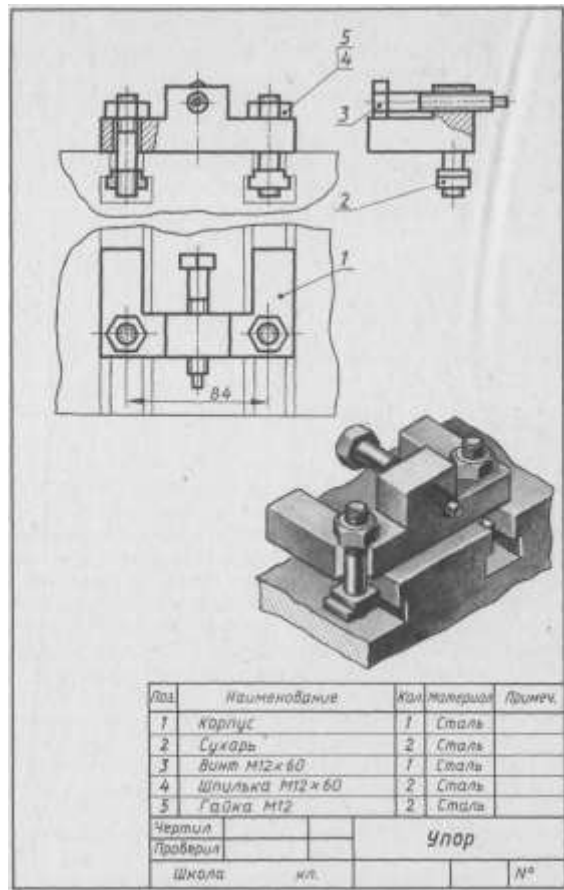 5
4
3
2
1
84
Поз. Наименование Кол. Материал Примеч.
1 Корпус 1 Сталь
2 Сухарь 2 Сталь
3 Винт М12×60 1 Сталь
4 Шпилька М12×60 2 Сталь
5 Гайка М12 2 Сталь
Чертил
Проверил
Упор
Школа кл. №